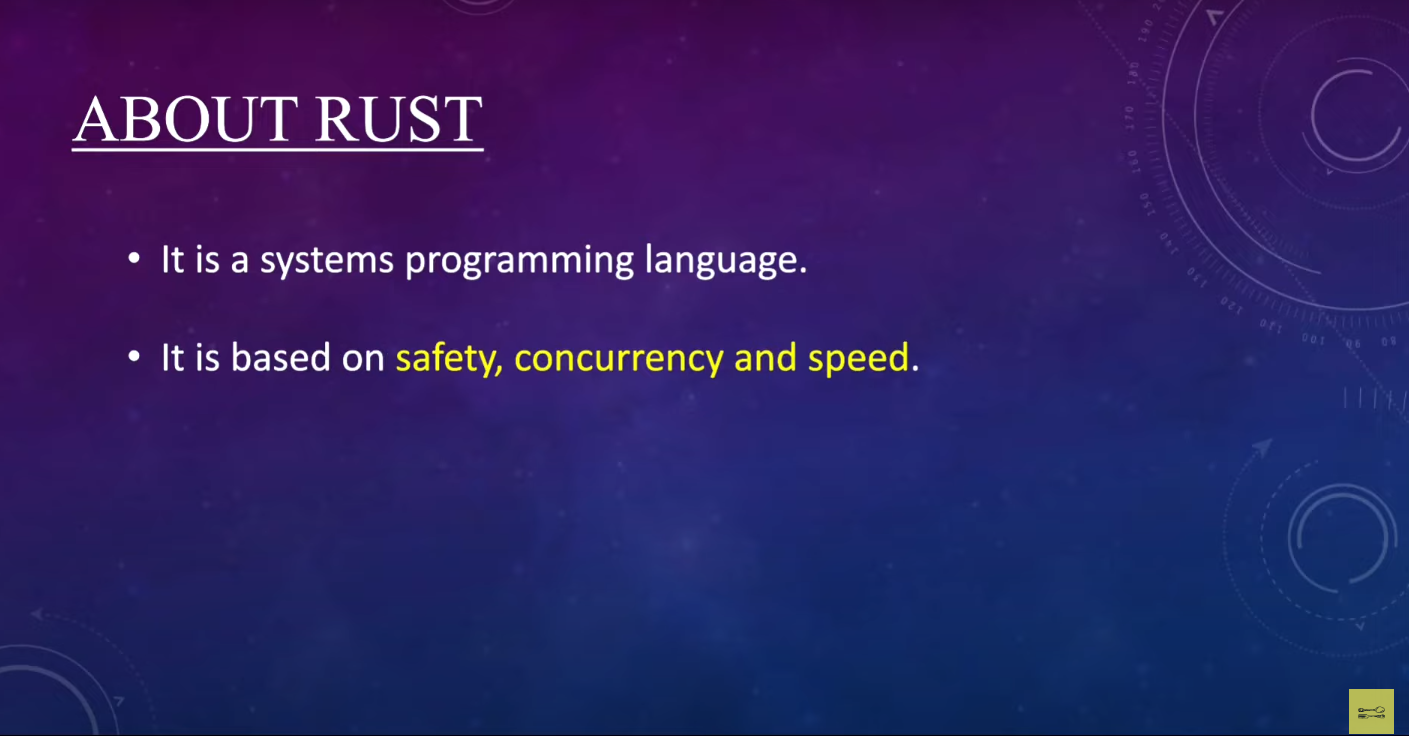 ABOUT RUST
• It is a systems programming language.
• It is based on safety, concurrency and speed.